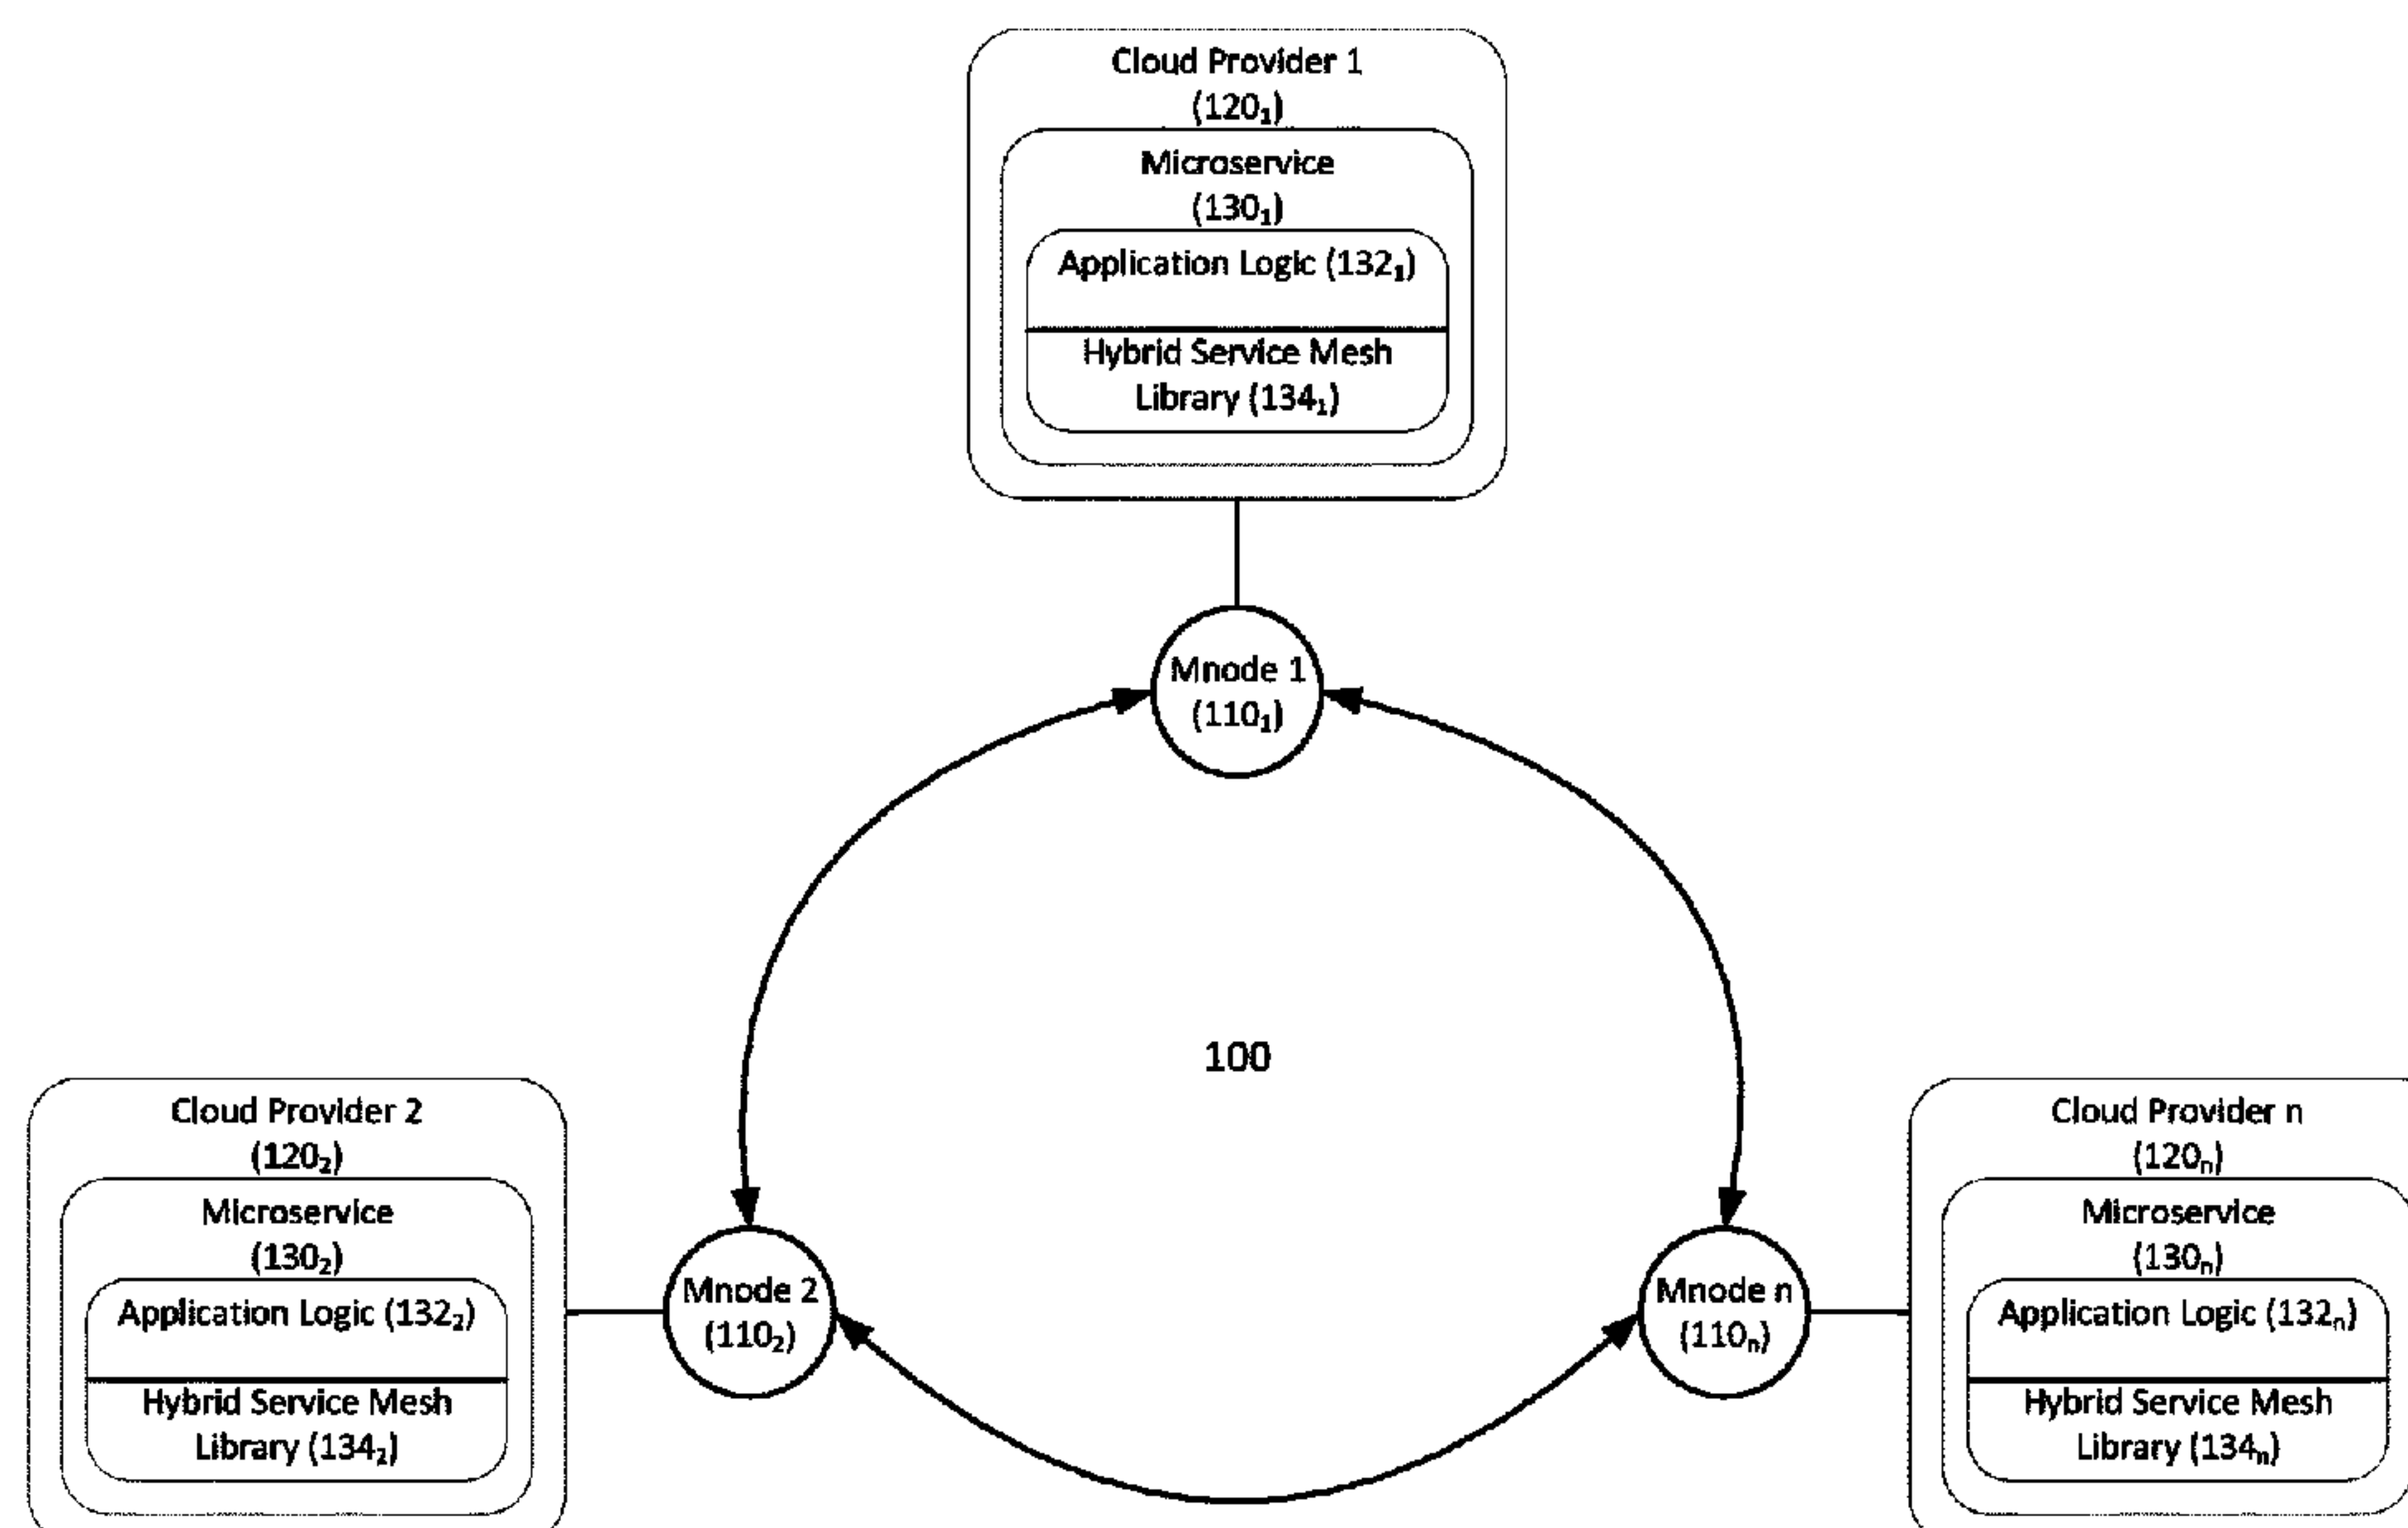 Cloud Provider 1
(120₁)
Microservice
(130₁)
Application Logic (132₁)
Hybrid Service Mesh
Library (134₁)
Mnode 1
(110₁)
100
Cloud Provider 2
(120₂)
Microservice
(130₂)
Application Logic (132₂)
Hybrid Service Mesh
Library (134₂)
Mnode 2
(110₂)
Mnode n
(110ₙ)
Cloud Provider n
(120ₙ)
Microservice
(130ₙ)
Application Logic (132ₙ)
Hybrid Service Mesh
Library (134ₙ)